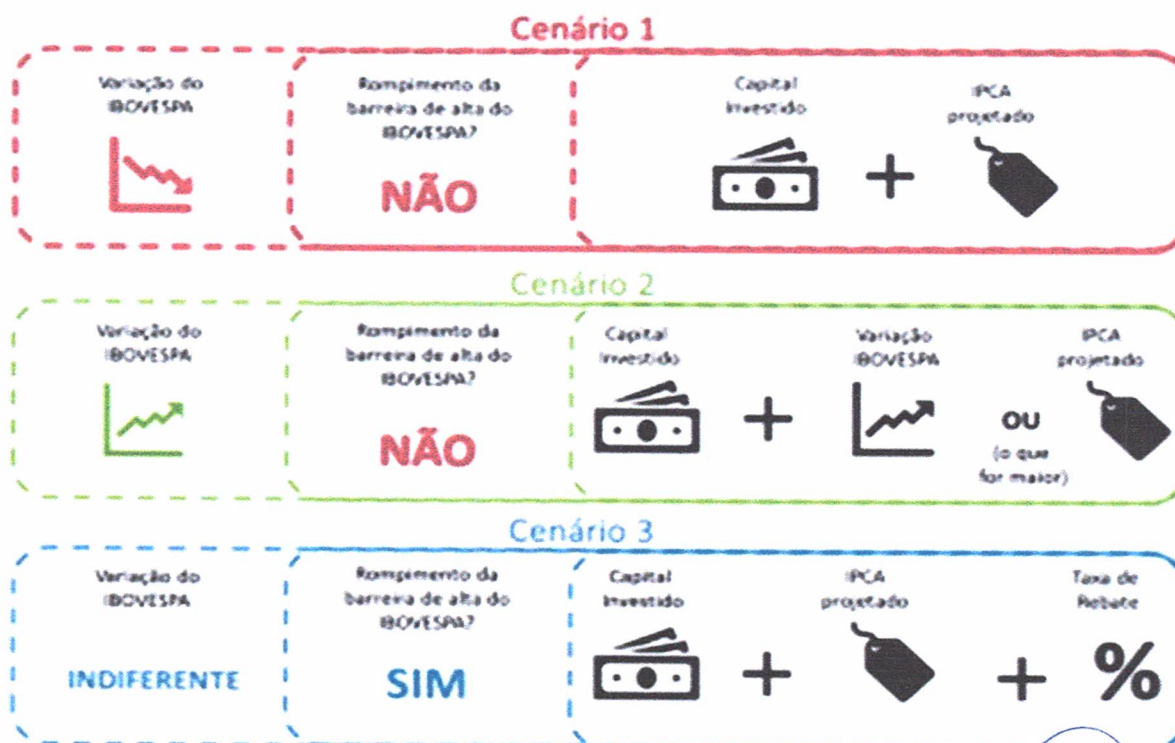 Cenário 1
Variação do
IBOVESPA
Rompimento da
barreira de alta do
IBOVESPA?
NÃO
Capital
Investido
+
IPCA
projetado
Cenário 2
Variação do
IBOVESPA
Rompimento da
barreira de alta do
IBOVESPA?
NÃO
Capital
Investido
+
Variação
IBOVESPA
OU
(o que
for maior)
IPCA
projetado
Cenário 3
Variação do
IBOVESPA
INDIFERENTE
Rompimento da
barreira de alta do
IBOVESPA?
SIM
Capital
Investido
+
IPCA
projetado
+
Taxa de
Rebate
%